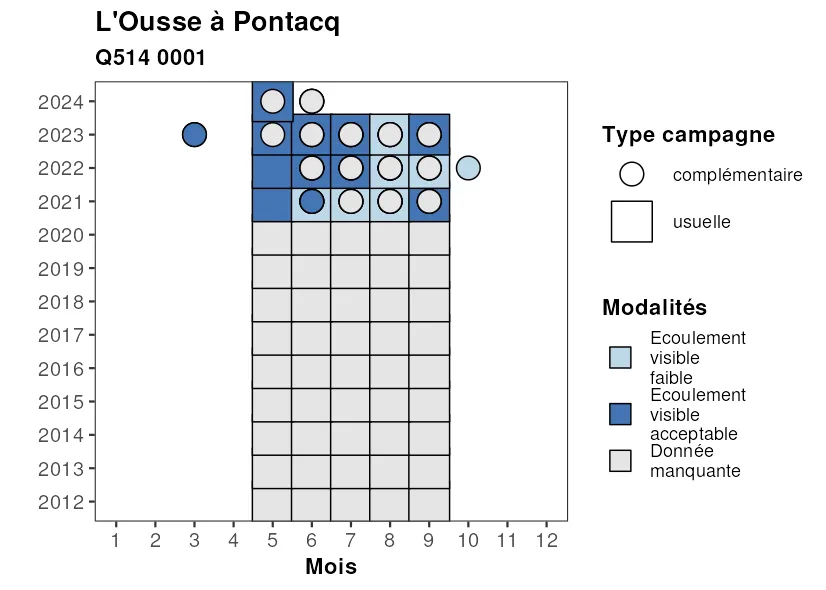 L'Ousse à Pontacq
Q514 0001
2024
2023
2022
2021
2020
2019
2018
2017
2016
2015
2014
2013
2012
1 2 3 4 5 6 7 8 9 10 11 12
Mois
Type campagne
complémentaire
usuelle
Modalités
Ecoulement
visible
faible
Ecoulement
visible
acceptable
Donnée
manquante